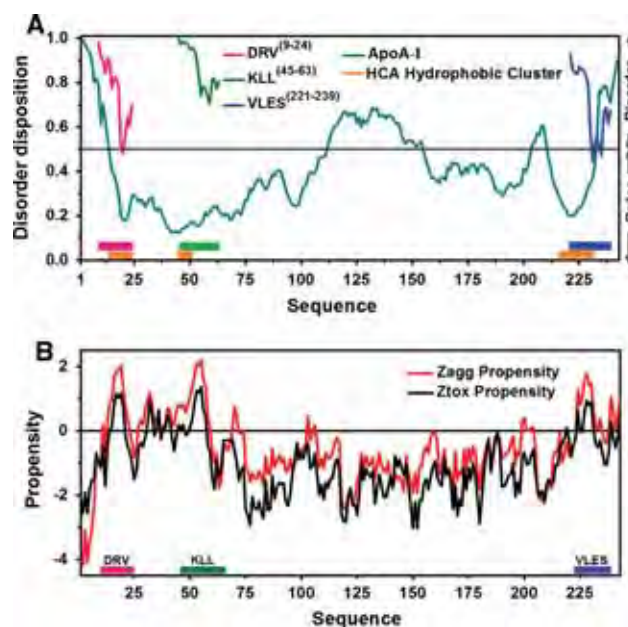 A
1.0
0.8
0.6
0.4
0.2
0.0
Disorder disposition
DRV(9-24)
KLL(45-63)
VLES(221-239)
ApoA-I
HCA Hydrophobic Cluster
1 25 50 75 100 125 150 175 200 225
Sequence
B
2
0
-2
-4
Propensity
Zagg Propensity
Ztox Propensity
DRV
KLL
VLES
25 50 75 100 125 150 175 200 225
Sequence